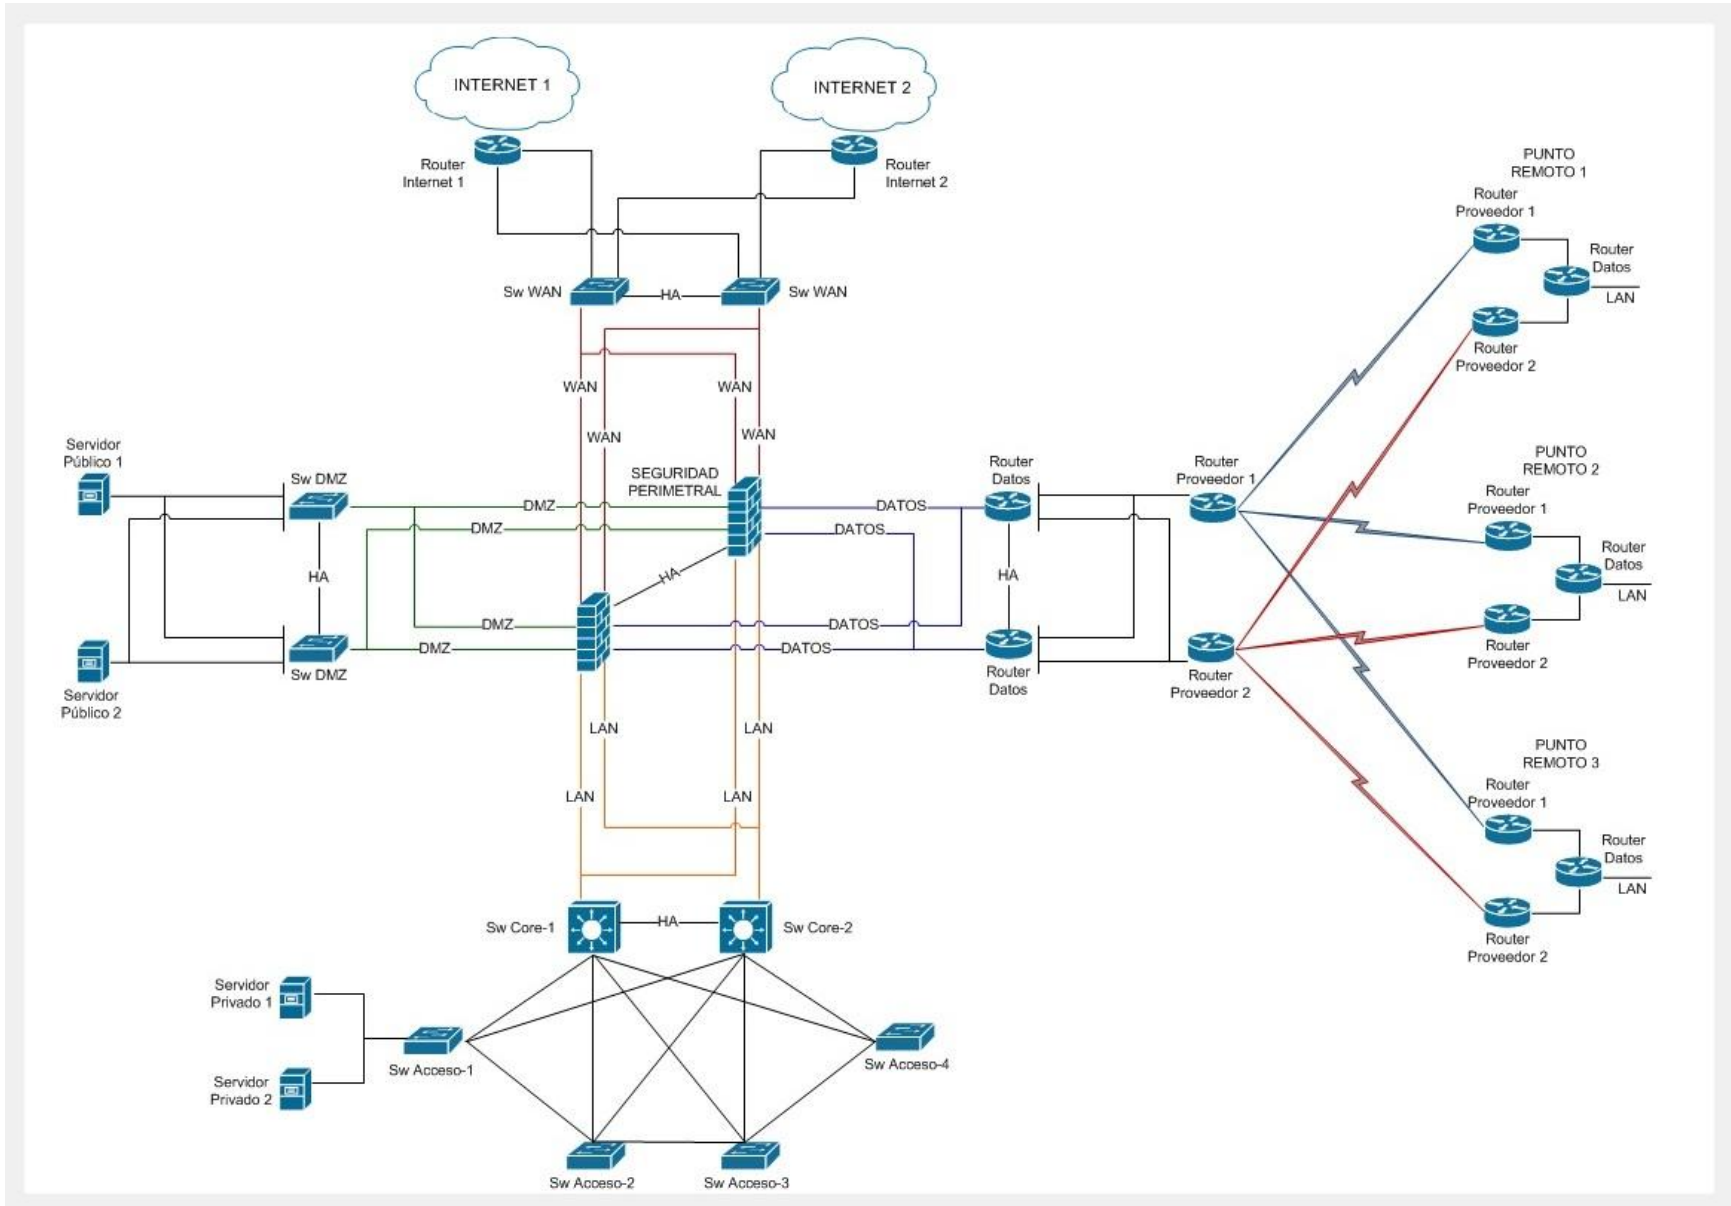 INTERNET 1
INTERNET 2
Router
Internet 1
Router
Internet 2
Sw WAN
HA
Sw WAN
WAN
WAN
WAN
WAN
SEGURIDAD
PERIMETRAL
Servidor
Público 1
Sw DMZ
DMZ
DMZ
HA
DMZ
DMZ
Sw DMZ
Servidor
Público 2
HA
DATOS
DATOS
DATOS
DATOS
Router
Datos
HA
Router
Datos
Router
Proveedor 1
Router
Proveedor 2
PUNTO
REMOTO 1
Router
Proveedor 1
Router
Datos
LAN
Router
Proveedor 2
PUNTO
REMOTO 2
Router
Proveedor 1
Router
Datos
LAN
Router
Proveedor 2
PUNTO
REMOTO 3
Router
Proveedor 1
Router
Datos
LAN
Router
Proveedor 2
LAN
LAN
LAN
LAN
Sw Core-1
HA
Sw Core-2
Servidor
Privado 1
Servidor
Privado 2
Sw Acceso-1
Sw Acceso-4
Sw Acceso-2
Sw Acceso-3